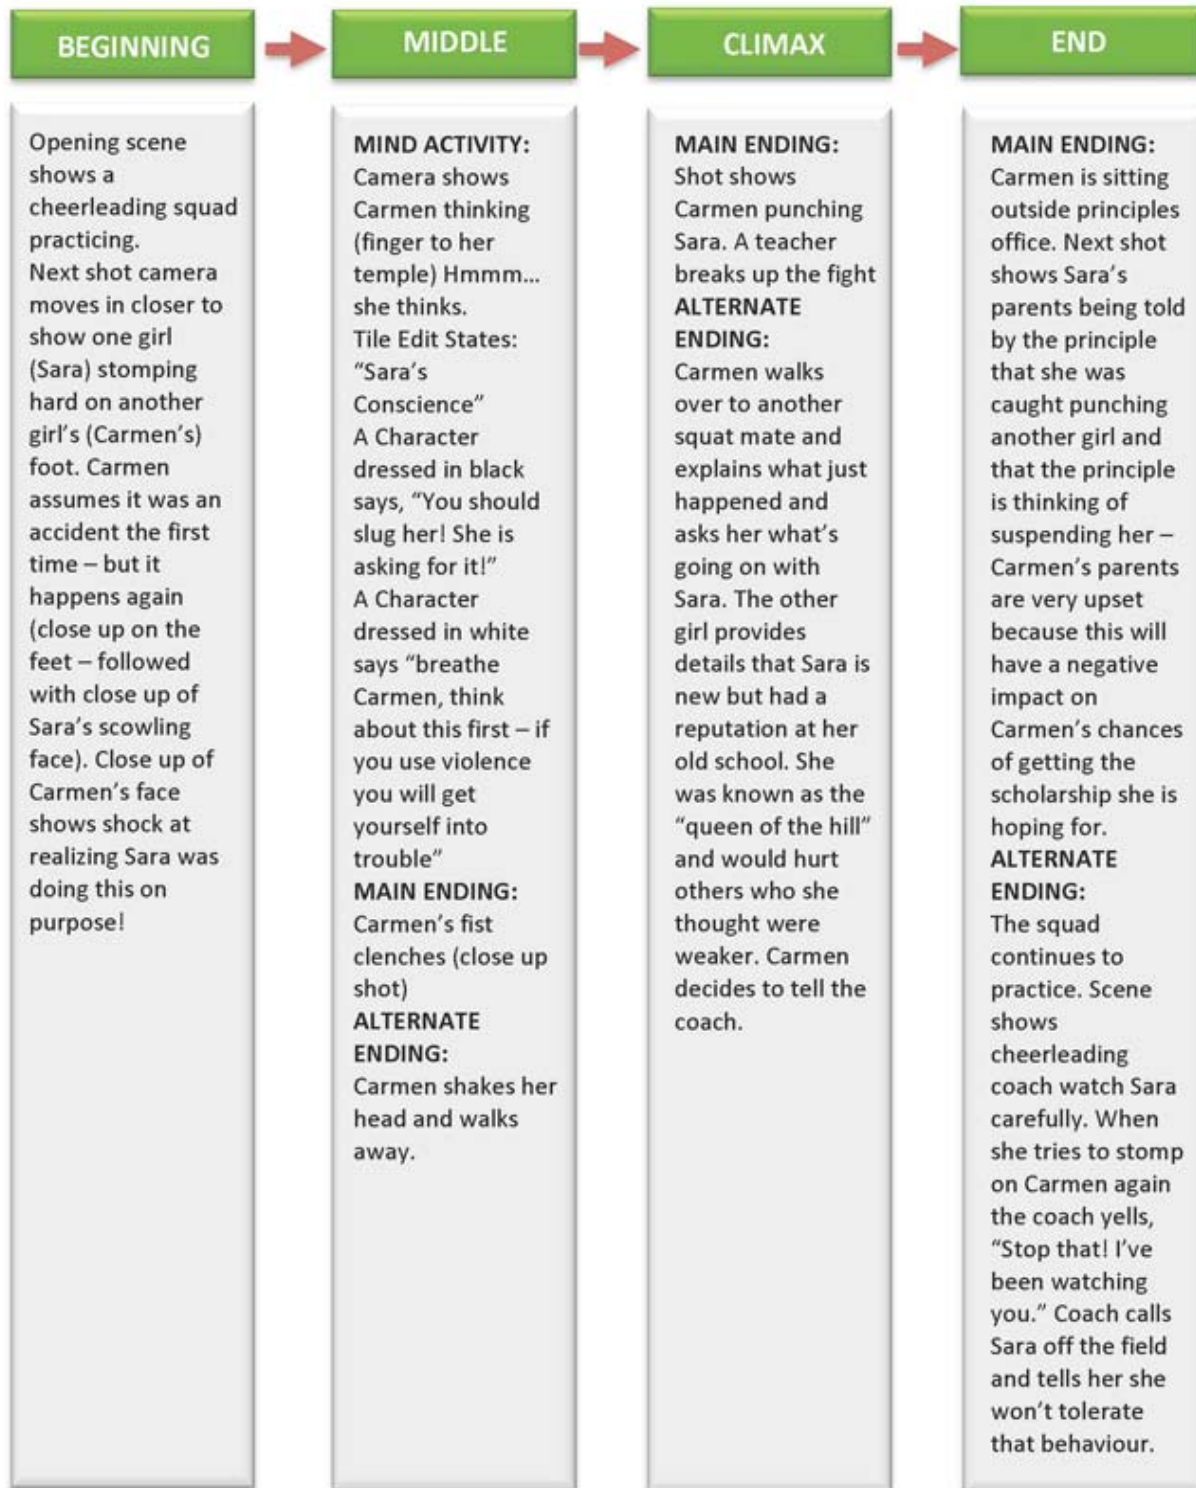 BEGINNING
MIDDLE
CLIMAX
END
Opening scene
shows a
cheerleading squad
practicing.
Next shot camera
moves in closer to
show one girl
(Sara) stomping
hard on another
girl's (Carmen's)
foot. Carmen
assumes it was an
accident the first
time – but it
happens again
(close up on the
feet – followed
with close up of
Sara's scowling
face). Close up of
Carmen's face
shows shock at
realizing Sara was
doing this on
purpose!
MIND ACTIVITY:
Camera shows
Carmen thinking
(finger to her
temple) Hmmm...
she thinks.
Tile Edit States:
“Sara's
Conscience”
A Character
dressed in black
says, “You should
slug her! She is
asking for it!”
A Character
dressed in white
says “breathe
Carmen, think
about this first – if
you use violence
you will get
yourself into
trouble”
MAIN ENDING:
Carmen's fist
clenches (close up
shot)
ALTERNATE
ENDING:
Carmen shakes her
head and walks
away.
MAIN ENDING:
Shot shows
Carmen punching
Sara. A teacher
breaks up the fight
ALTERNATE
ENDING:
Carmen walks
over to another
squat mate and
explains what just
happened and
asks her what's
going on with
Sara. The other
girl provides
details that Sara is
new but had a
reputation at her
old school. She
was known as the
“queen of the hill”
and would hurt
others who she
thought were
weaker. Carmen
decides to tell the
coach.
MAIN ENDING:
Carmen is sitting
outside principles
office. Next shot
shows Sara's
parents being told
by the principle
that she was
caught punching
another girl and
that the principle
is thinking of
suspending her –
Carmen's parents
are very upset
because this will
have a negative
impact on
Carmen's chances
of getting the
scholarship she is
hoping for.
ALTERNATE
ENDING:
The squad
continues to
practice. Scene
shows
cheerleading
coach watch Sara
carefully. When
she tries to stomp
on Carmen again
the coach yells,
“Stop that! I've
been watching
you.” Coach calls
Sara off the field
and tells her she
won't tolerate
that behaviour.